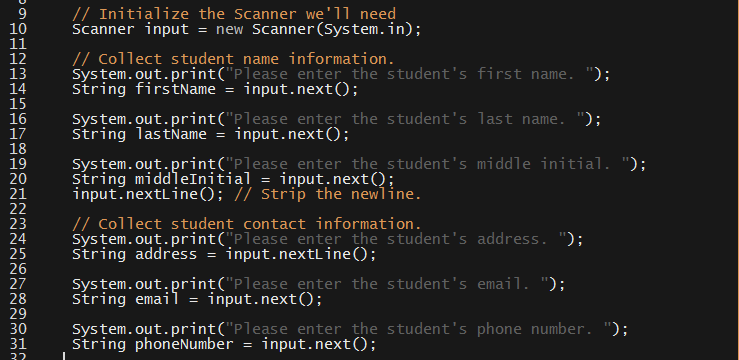 9 // Initialize the Scanner we'll need
10 Scanner input = new Scanner(System.in);
11
12 // Collect student name information.
13 System.out.print("Please enter the student's first name. ");
14 String firstName = input.next();
15
16 System.out.print("Please enter the student's last name. ");
17 String lastName = input.next();
18
19 System.out.print("Please enter the student's middle initial. ");
20 String middleInitial = input.next();
21 input.nextLine(); // Strip the newline.
22
23 // Collect student contact information.
24 System.out.print("Please enter the student's address. ");
25 String address = input.nextLine();
26
27 System.out.print("Please enter the student's email. ");
28 String email = input.next();
29
30 System.out.print("Please enter the student's phone number. ");
31 String phoneNumber = input.next();
32